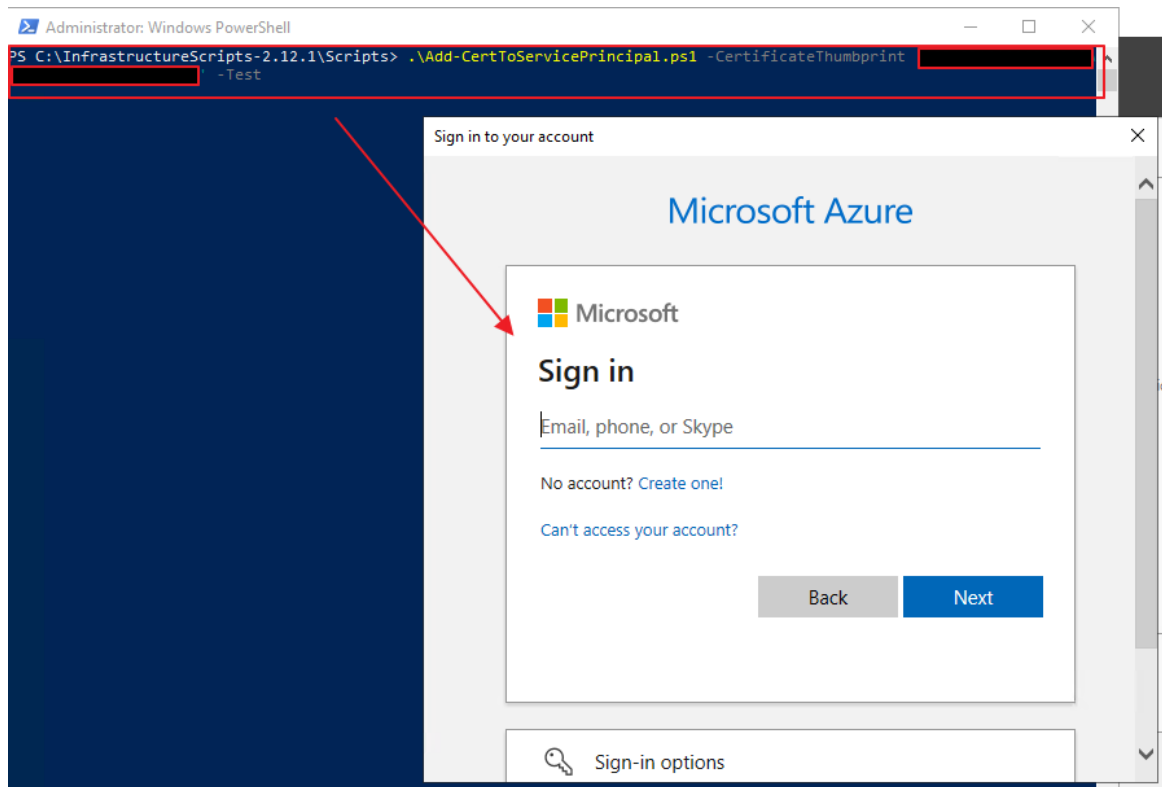 Administrator: Windows PowerShell
PS C:\InfrastructureScripts-2.12.1\Scripts> .\Add-CertToServicePrincipal.ps1 -CertificateThumbprint
' -Test
Sign in to your account
Microsoft Azure
Microsoft
Sign in
Email, phone, or Skype
No account? Create one!
Can't access your account?
Back Next
Sign-in options